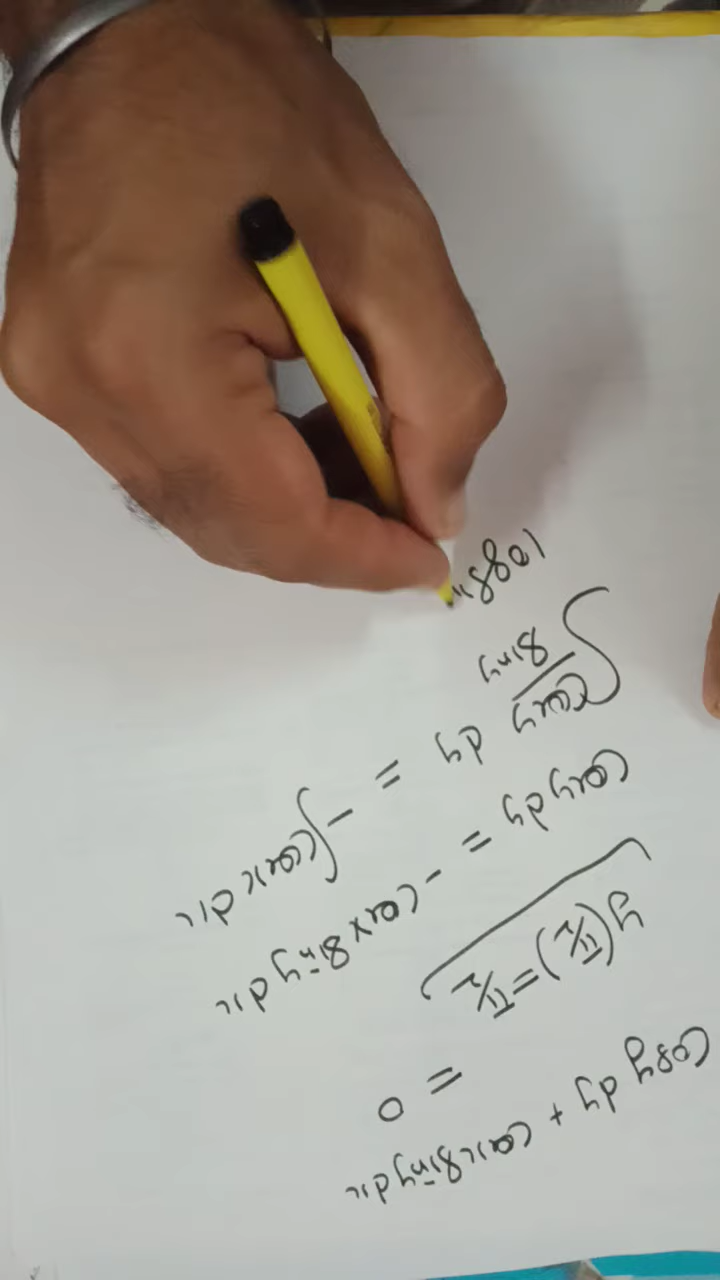 cosy dy + cosx siny dx
= 0
y(π/2) = π/2
cosy dy = - cosx siny dx
∫ cosy/siny dy = -∫ cosx dx
log s